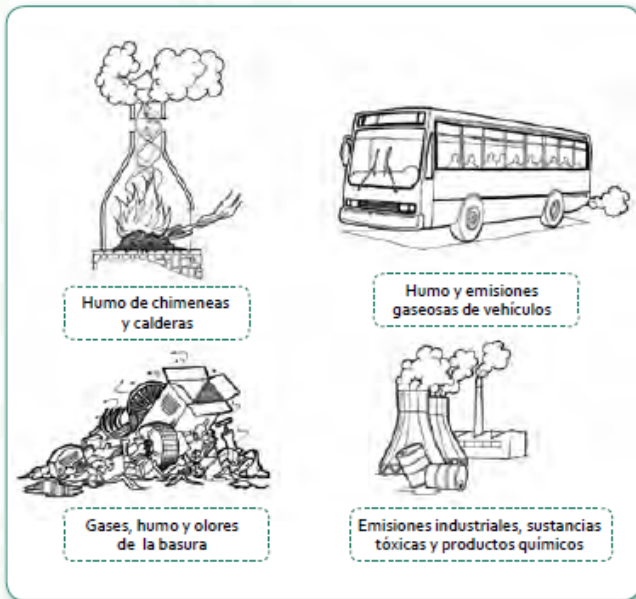 Humo de chimeneas
y calderas
Humo y emisiones
gaseosas de vehículos
Gases, humo y olores
de la basura
Emisiones industriales, sustancias
tóxicas y productos químicos